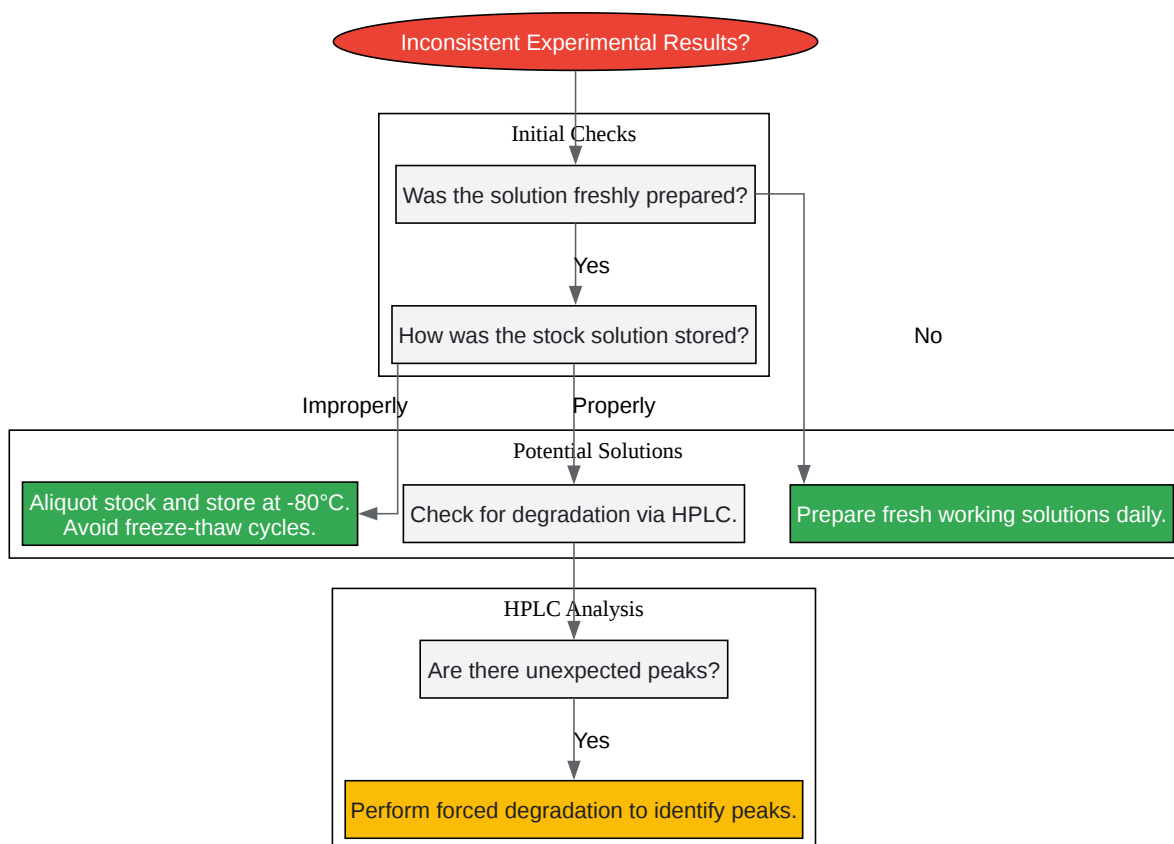 Inconsistent Experimental Results?
Initial Checks
Was the solution freshly prepared?
Yes
How was the stock solution stored?
No
Improperly
Properly
Potential Solutions
Aliquot stock and store at -80°C.
Avoid freeze-thaw cycles.
Check for degradation via HPLC.
Prepare fresh working solutions daily.
HPLC Analysis
Are there unexpected peaks?
Yes
Perform forced degradation to identify peaks.